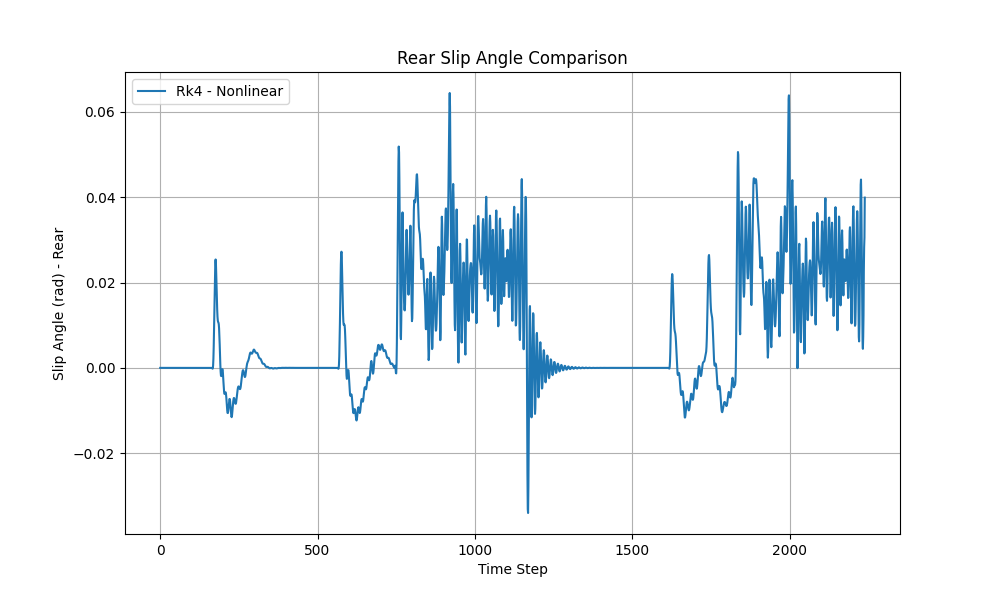 Rear Slip Angle Comparison
Rk4 - Nonlinear
Slip Angle (rad) - Rear
0.06
0.04
0.02
0.00
−0.02
0
500
1000
1500
2000
Time Step